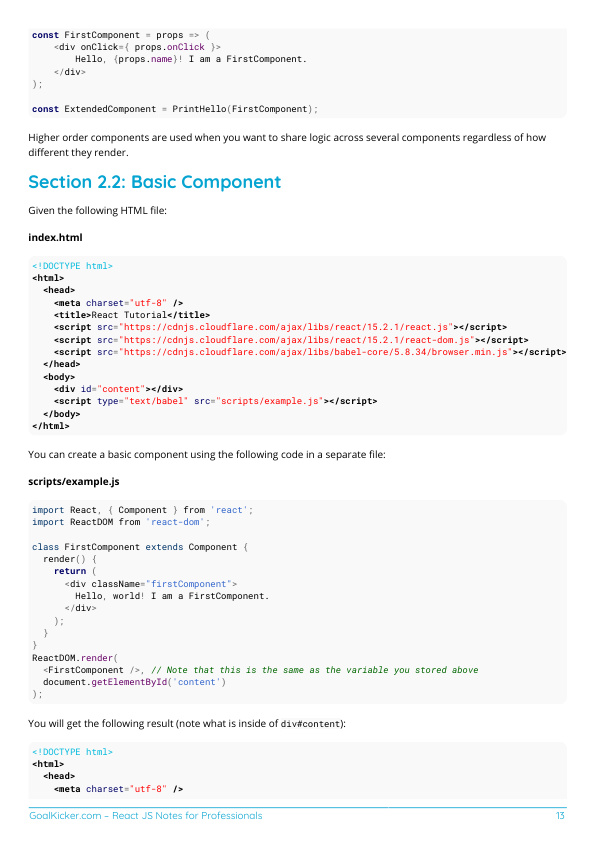 const FirstComponent = props => (
    <div onClick={ props.onClick }>
        Hello, {props.name}! I am a FirstComponent.
    </div>
);

const ExtendedComponent = PrintHello(FirstComponent);
Higher order components are used when you want to share logic across several components regardless of how
different they render.
Section 2.2: Basic Component
Given the following HTML file:
index.html
<!DOCTYPE html>
<html>
  <head>
    <meta charset="utf-8" />
    <title>React Tutorial</title>
    <script src="https://cdnjs.cloudflare.com/ajax/libs/react/15.2.1/react.js"></script>
    <script src="https://cdnjs.cloudflare.com/ajax/libs/react/15.2.1/react-dom.js"></script>
    <script src="https://cdnjs.cloudflare.com/ajax/libs/babel-core/5.8.34/browser.min.js"></script>
  </head>
  <body>
    <div id="content"></div>
    <script type="text/babel" src="scripts/example.js"></script>
  </body>
</html>
You can create a basic component using the following code in a separate file:
scripts/example.js
import React, { Component } from 'react';
import ReactDOM from 'react-dom';

class FirstComponent extends Component {
  render() {
    return (
      <div className="firstComponent">
        Hello, world! I am a FirstComponent.
      </div>
    );
  }
}
ReactDOM.render(
  <FirstComponent />, // Note that this is the same as the variable you stored above
  document.getElementById('content')
);
You will get the following result (note what is inside of div#content):
<!DOCTYPE html>
<html>
  <head>
    <meta charset="utf-8" />
GoalKicker.com – React JS Notes for Professionals 13